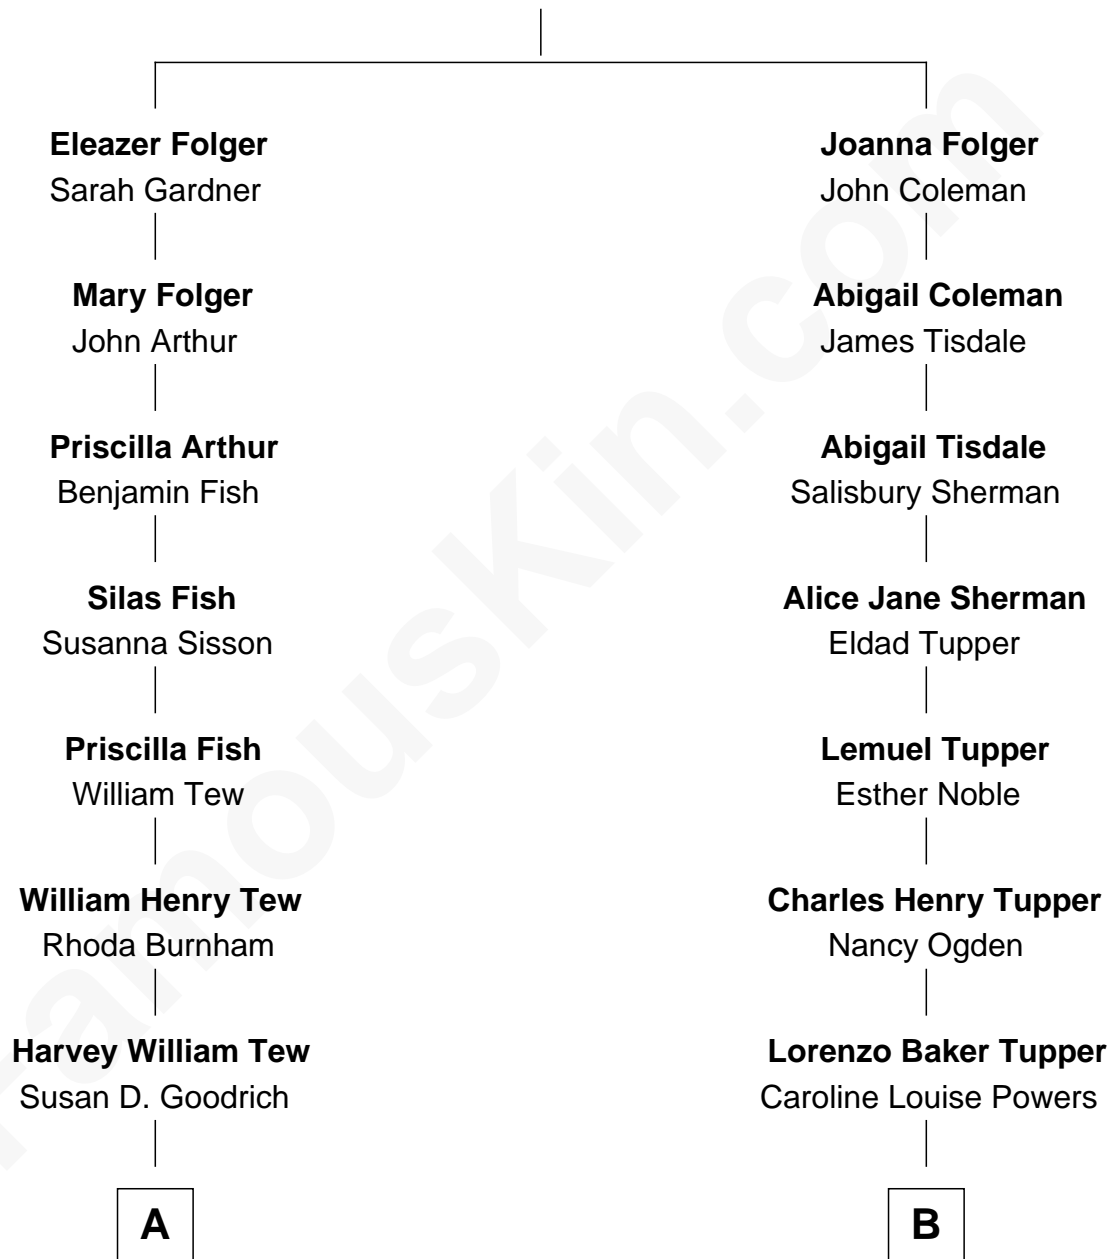 Eleazer Folger
Sarah Gardner
Joanna Folger
John Coleman
Mary Folger
John Arthur
Abigail Coleman
James Tisdale
Priscilla Arthur
Benjamin Fish
Abigail Tisdale
Salisbury Sherman
Silas Fish
Susanna Sisson
Alice Jane Sherman
Eldad Tupper
Priscilla Fish
William Tew
Lemuel Tupper
Esther Noble
William Henry Tew
Rhoda Burnham
Charles Henry Tupper
Nancy Ogden
Harvey William Tew
Susan D. Goodrich
Lorenzo Baker Tupper
Caroline Louise Powers
A
B
FamousKin.com